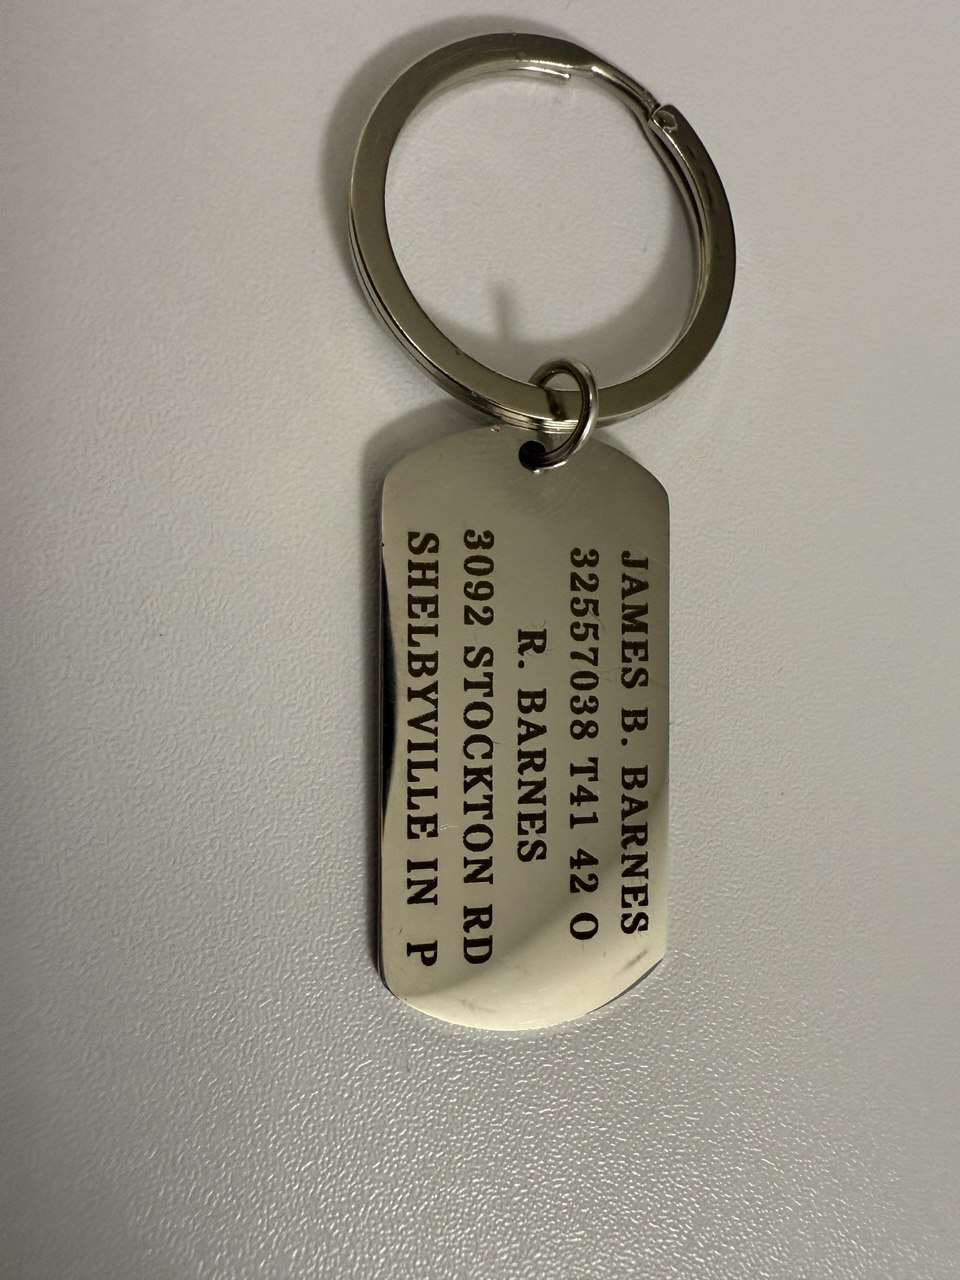 JAMES B. BARNES
32557038 T41 42 O
R. BARNES
3092 STOCKTON RD
SHELBYVILLE IN P